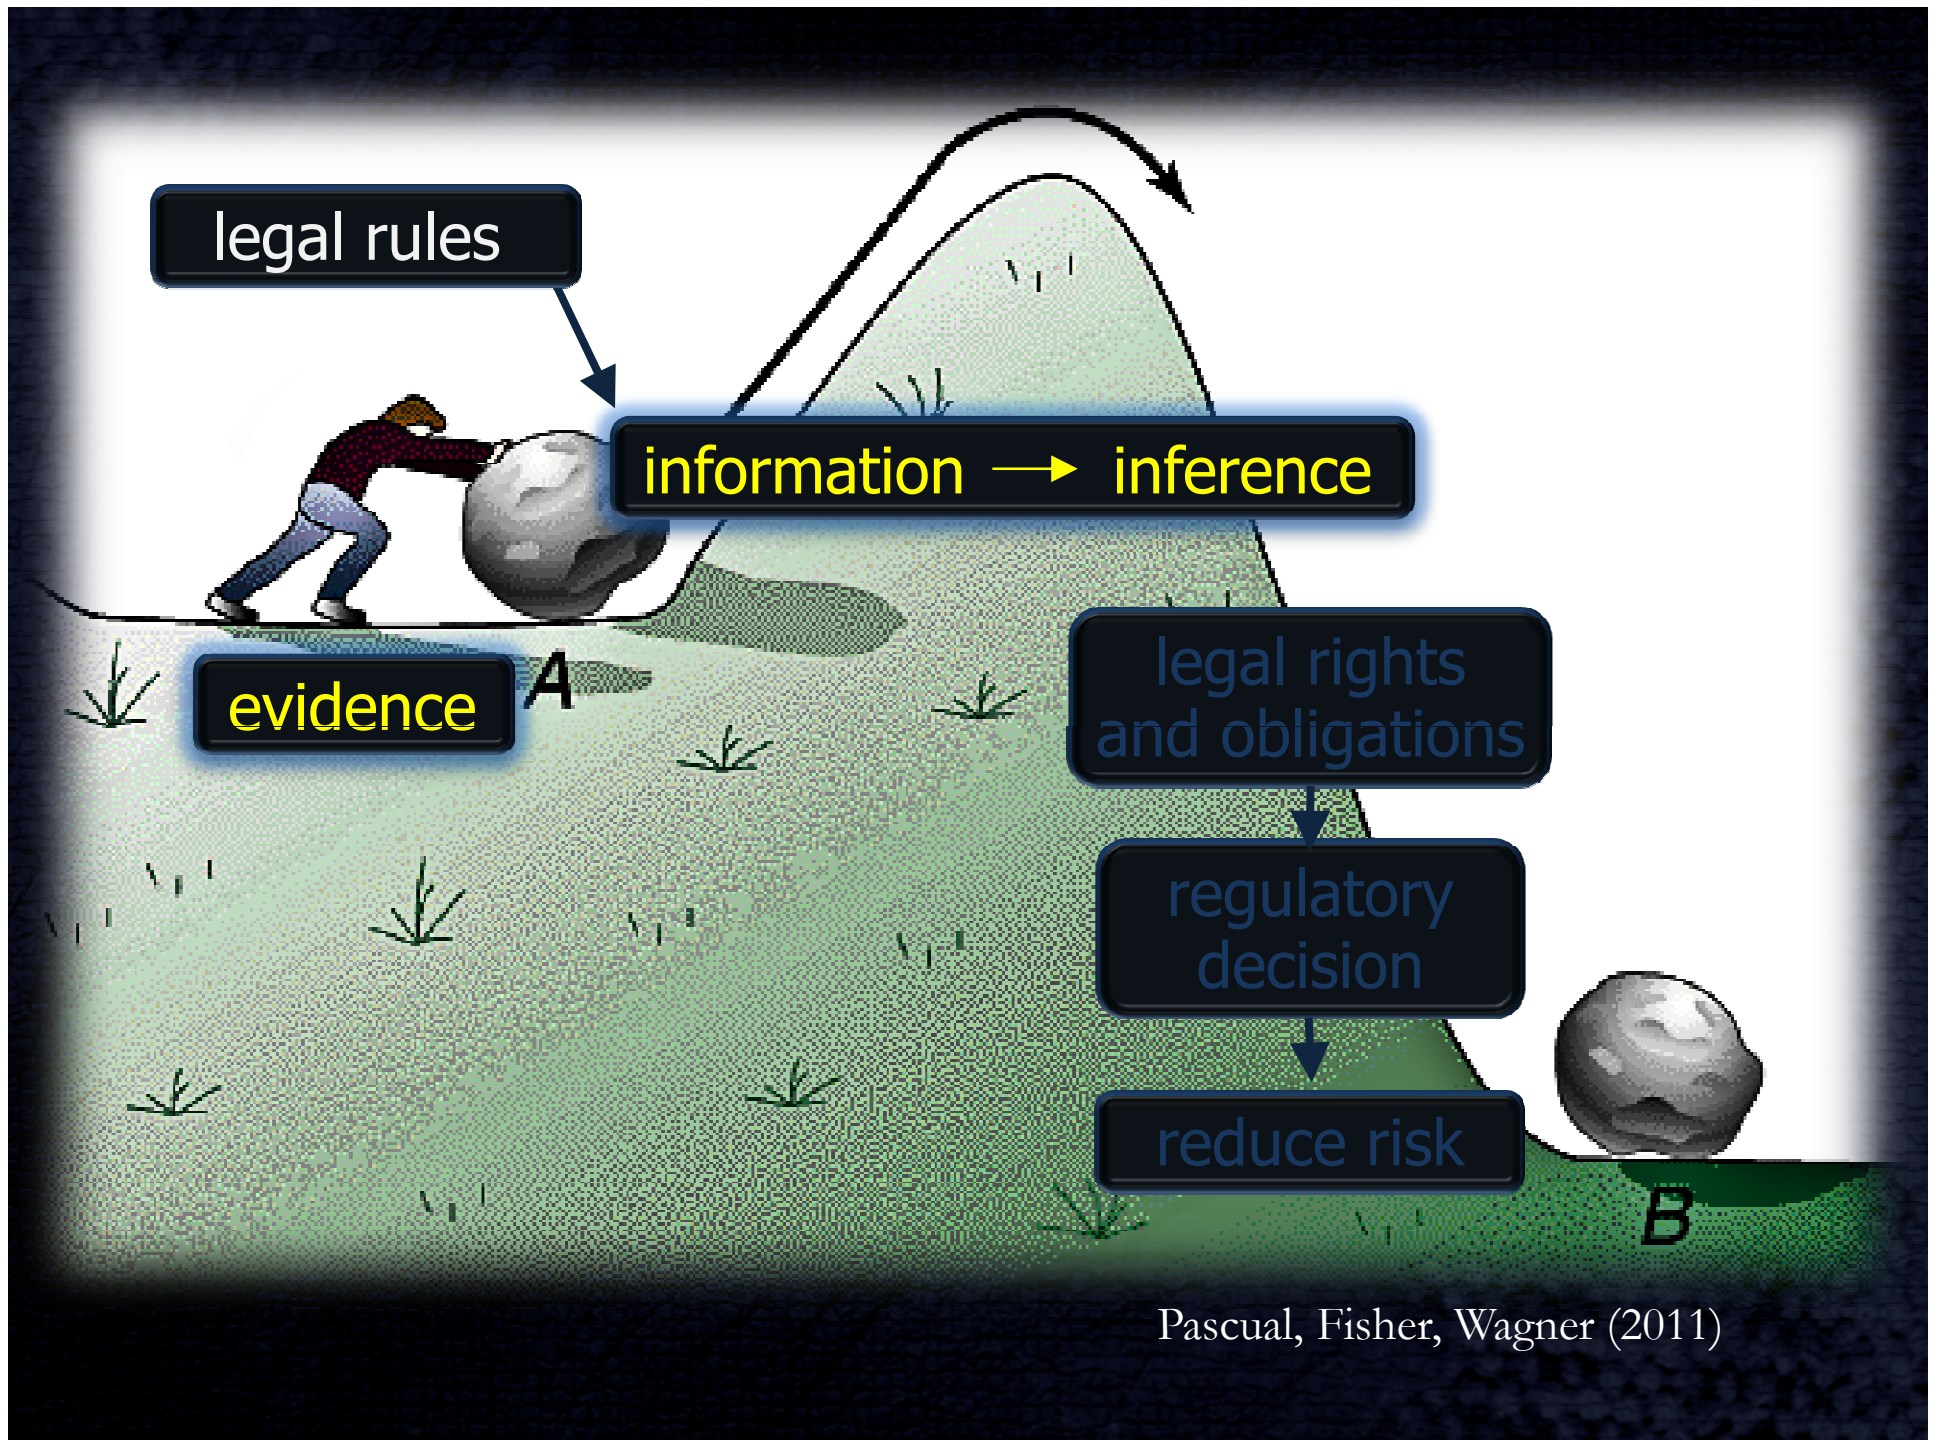 legal rules
information → inference
evidence
A
legal rights
and obligations
regulatory
decision
reduce risk
B
Pascual, Fisher, Wagner (2011)